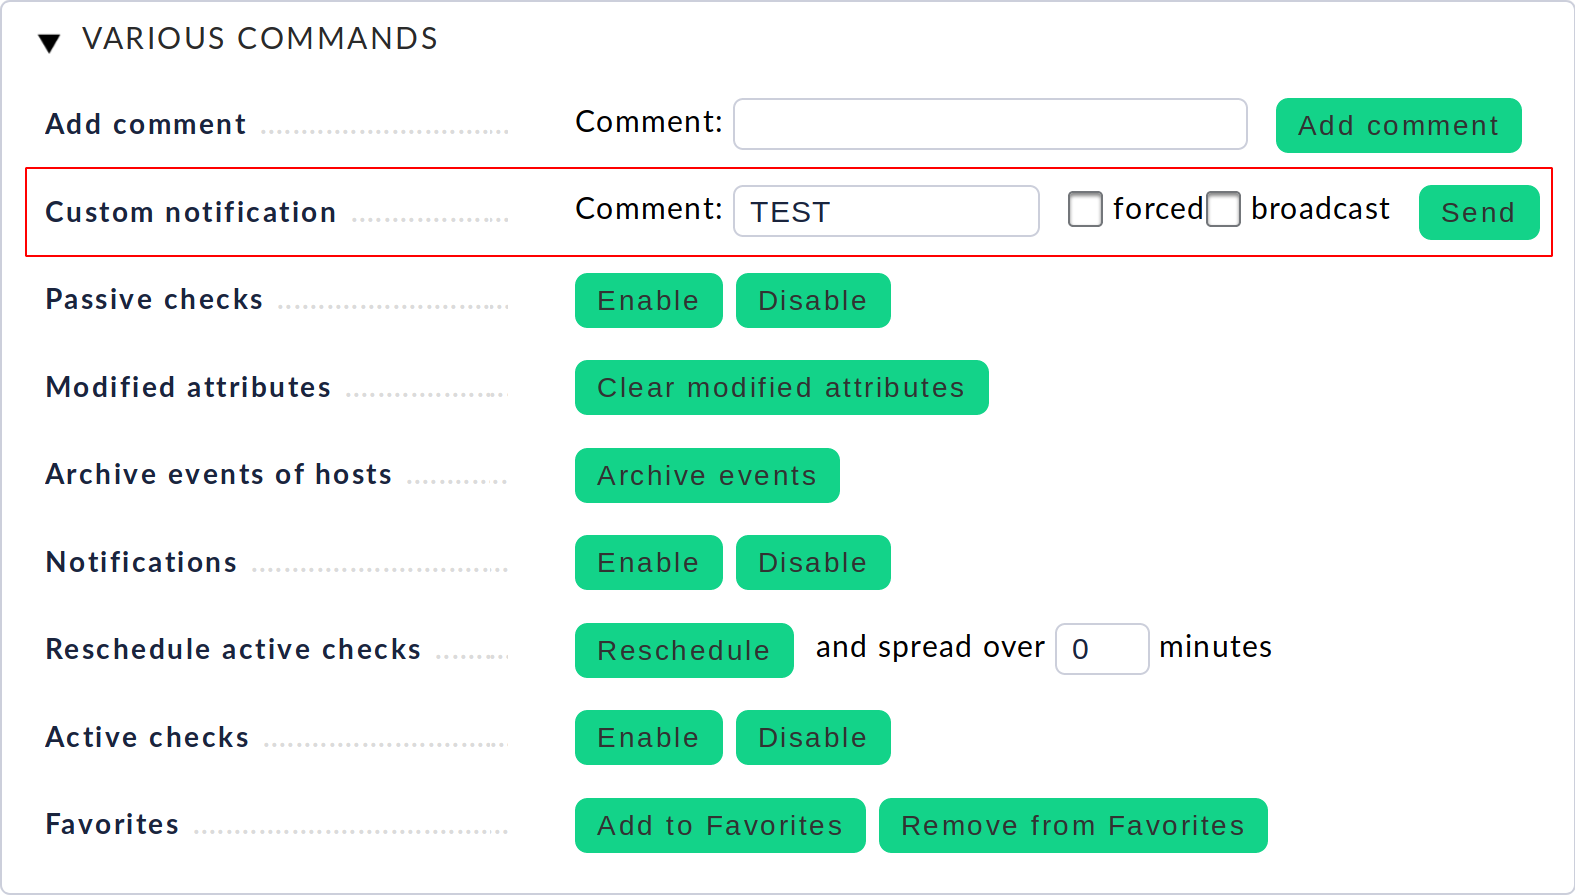 VARIOUS COMMANDS
Add comment Comment: Add comment
Custom notification Comment: TEST forced broadcast Send
Passive checks Enable Disable
Modified attributes Clear modified attributes
Archive events of hosts Archive events
Notifications Enable Disable
Reschedule active checks Reschedule and spread over 0 minutes
Active checks Enable Disable
Favorites Add to Favorites Remove from Favorites